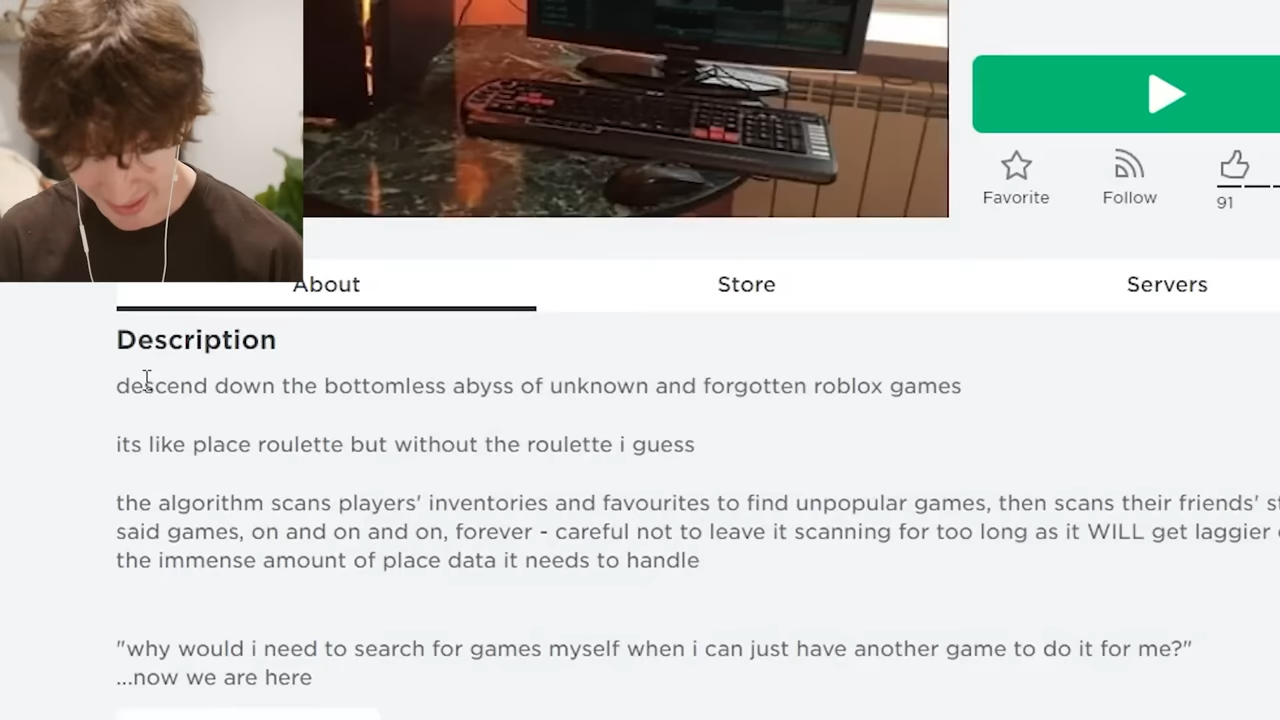 Favorite
Follow
91
About
Store
Servers
Description
descend down the bottomless abyss of unknown and forgotten roblox games
its like place roulette but without the roulette i guess
the algorithm scans players' inventories and favourites to find unpopular games, then scans their friends'
said games, on and on and on, forever - careful not to leave it scanning for too long as it WILL get laggier
the immense amount of place data it needs to handle
"why would i need to search for games myself when i can just have another game to do it for me?"
...now we are here